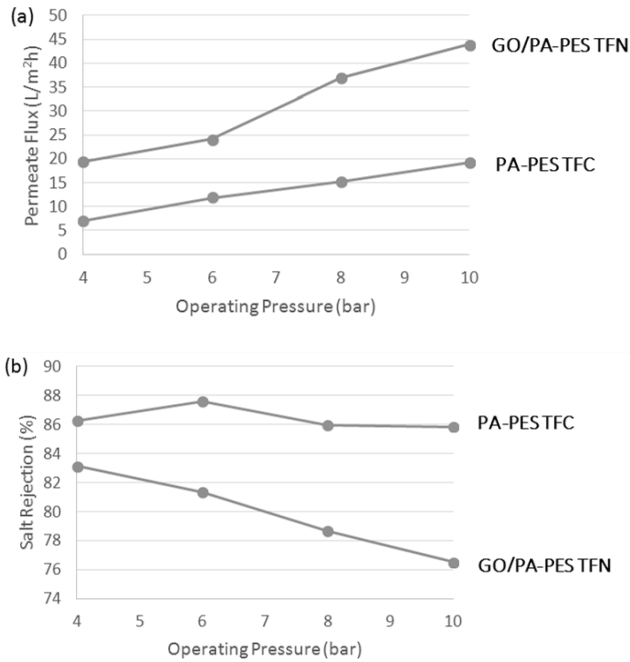 (a)
50
45
40
35
30
25
20
15
10
5
0
Permeate Flux (L/m²h)
GO/PA-PES TFN
PA-PES TFC
4 5 6 7 8 9 10
Operating Pressure (bar)
(b)
90
88
86
84
82
80
78
76
74
Salt Rejection (%)
PA-PES TFC
GO/PA-PES TFN
4 5 6 7 8 9 10
Operating Pressure (bar)